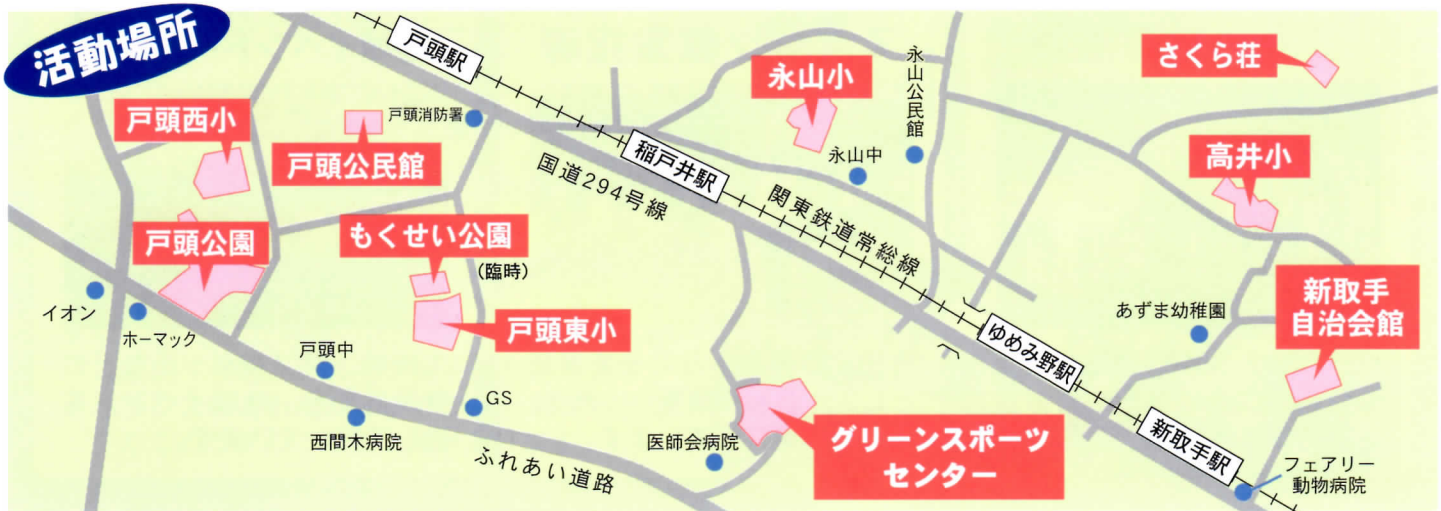 活動場所
戸頭駅
戸頭西小
戸頭消防署
戸頭公民館
永山小
永山公民館
さくら荘
稲戸井駅
永山中
高井小
国道294号線
関東鉄道常総線
戸頭公園
もくせい公園
(臨時)
イオン
ホーマック
戸頭東小
戸頭中
ゆめみ野駅
あずま幼稚園
新取手
自治会館
GS
西間木病院
医師会病院
グリーンスポーツ
センター
新取手駅
ふれあい道路
フェアリー
動物病院